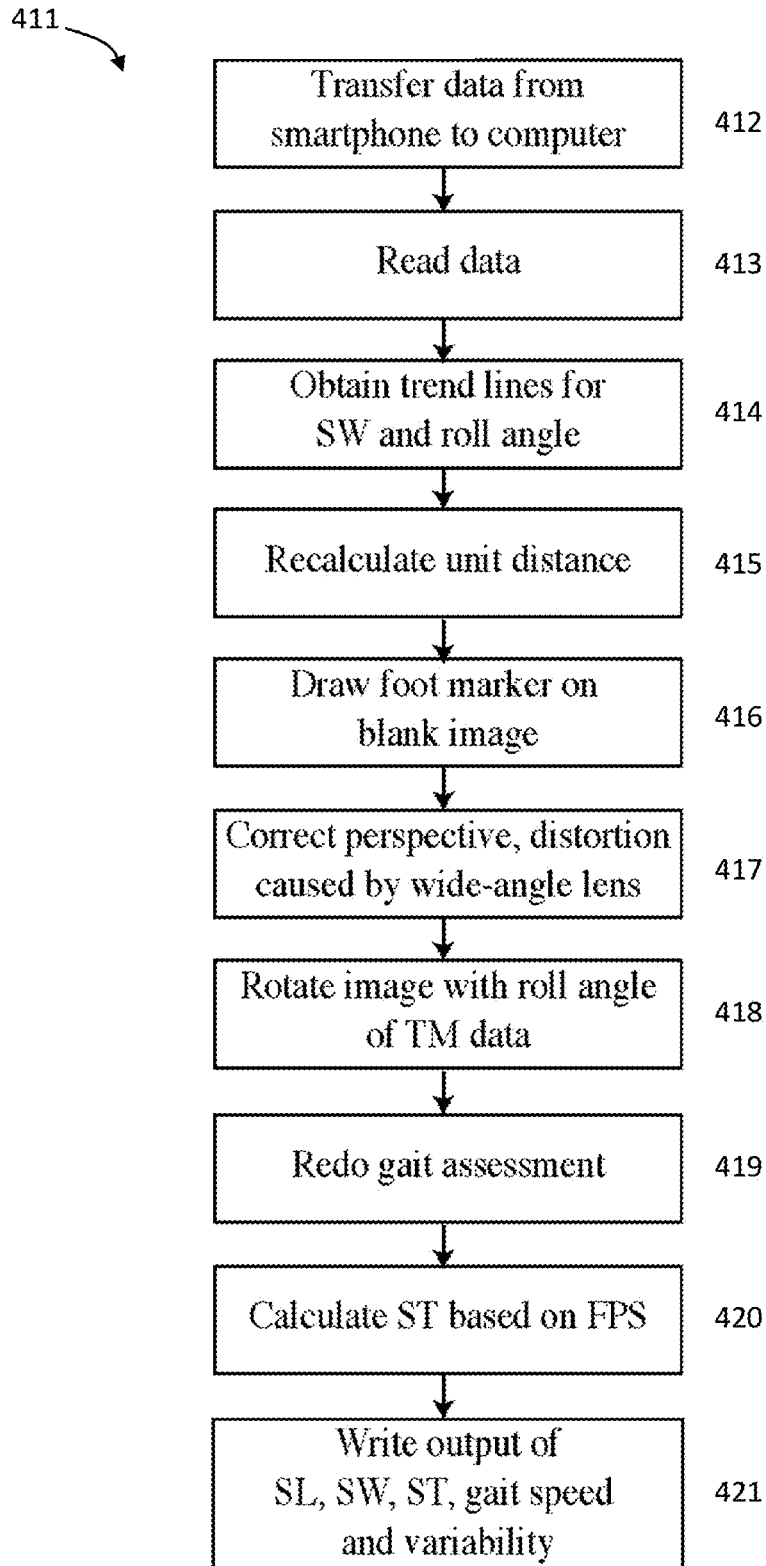 411
Transfer data from
smartphone to computer
412
Read data
413
Obtain trend lines for
SW and roll angle
414
Recalculate unit distance
415
Draw foot marker on
blank image
416
Correct perspective, distortion
caused by wide-angle lens
417
Rotate image with roll angle
of TM data
418
Redo gait assessment
419
Calculate ST based on FPS
420
Write output of
SL, SW, ST, gait speed
and variability
421